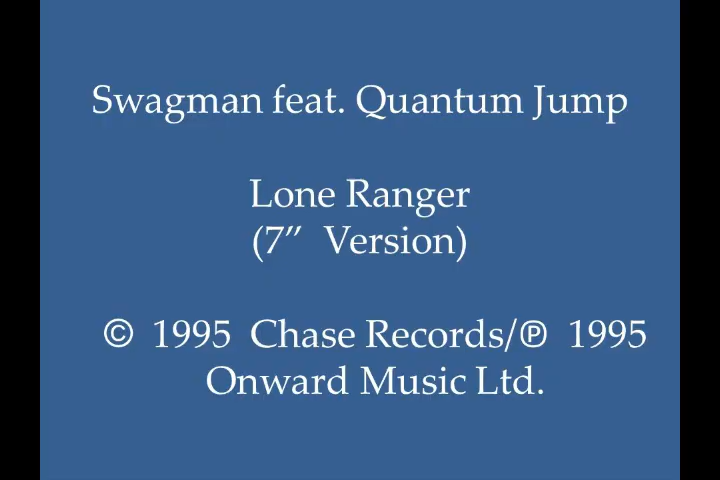 Swagman feat. Quantum Jump
Lone Ranger
(7” Version)
© 1995 Chase Records/℗ 1995
Onward Music Ltd.